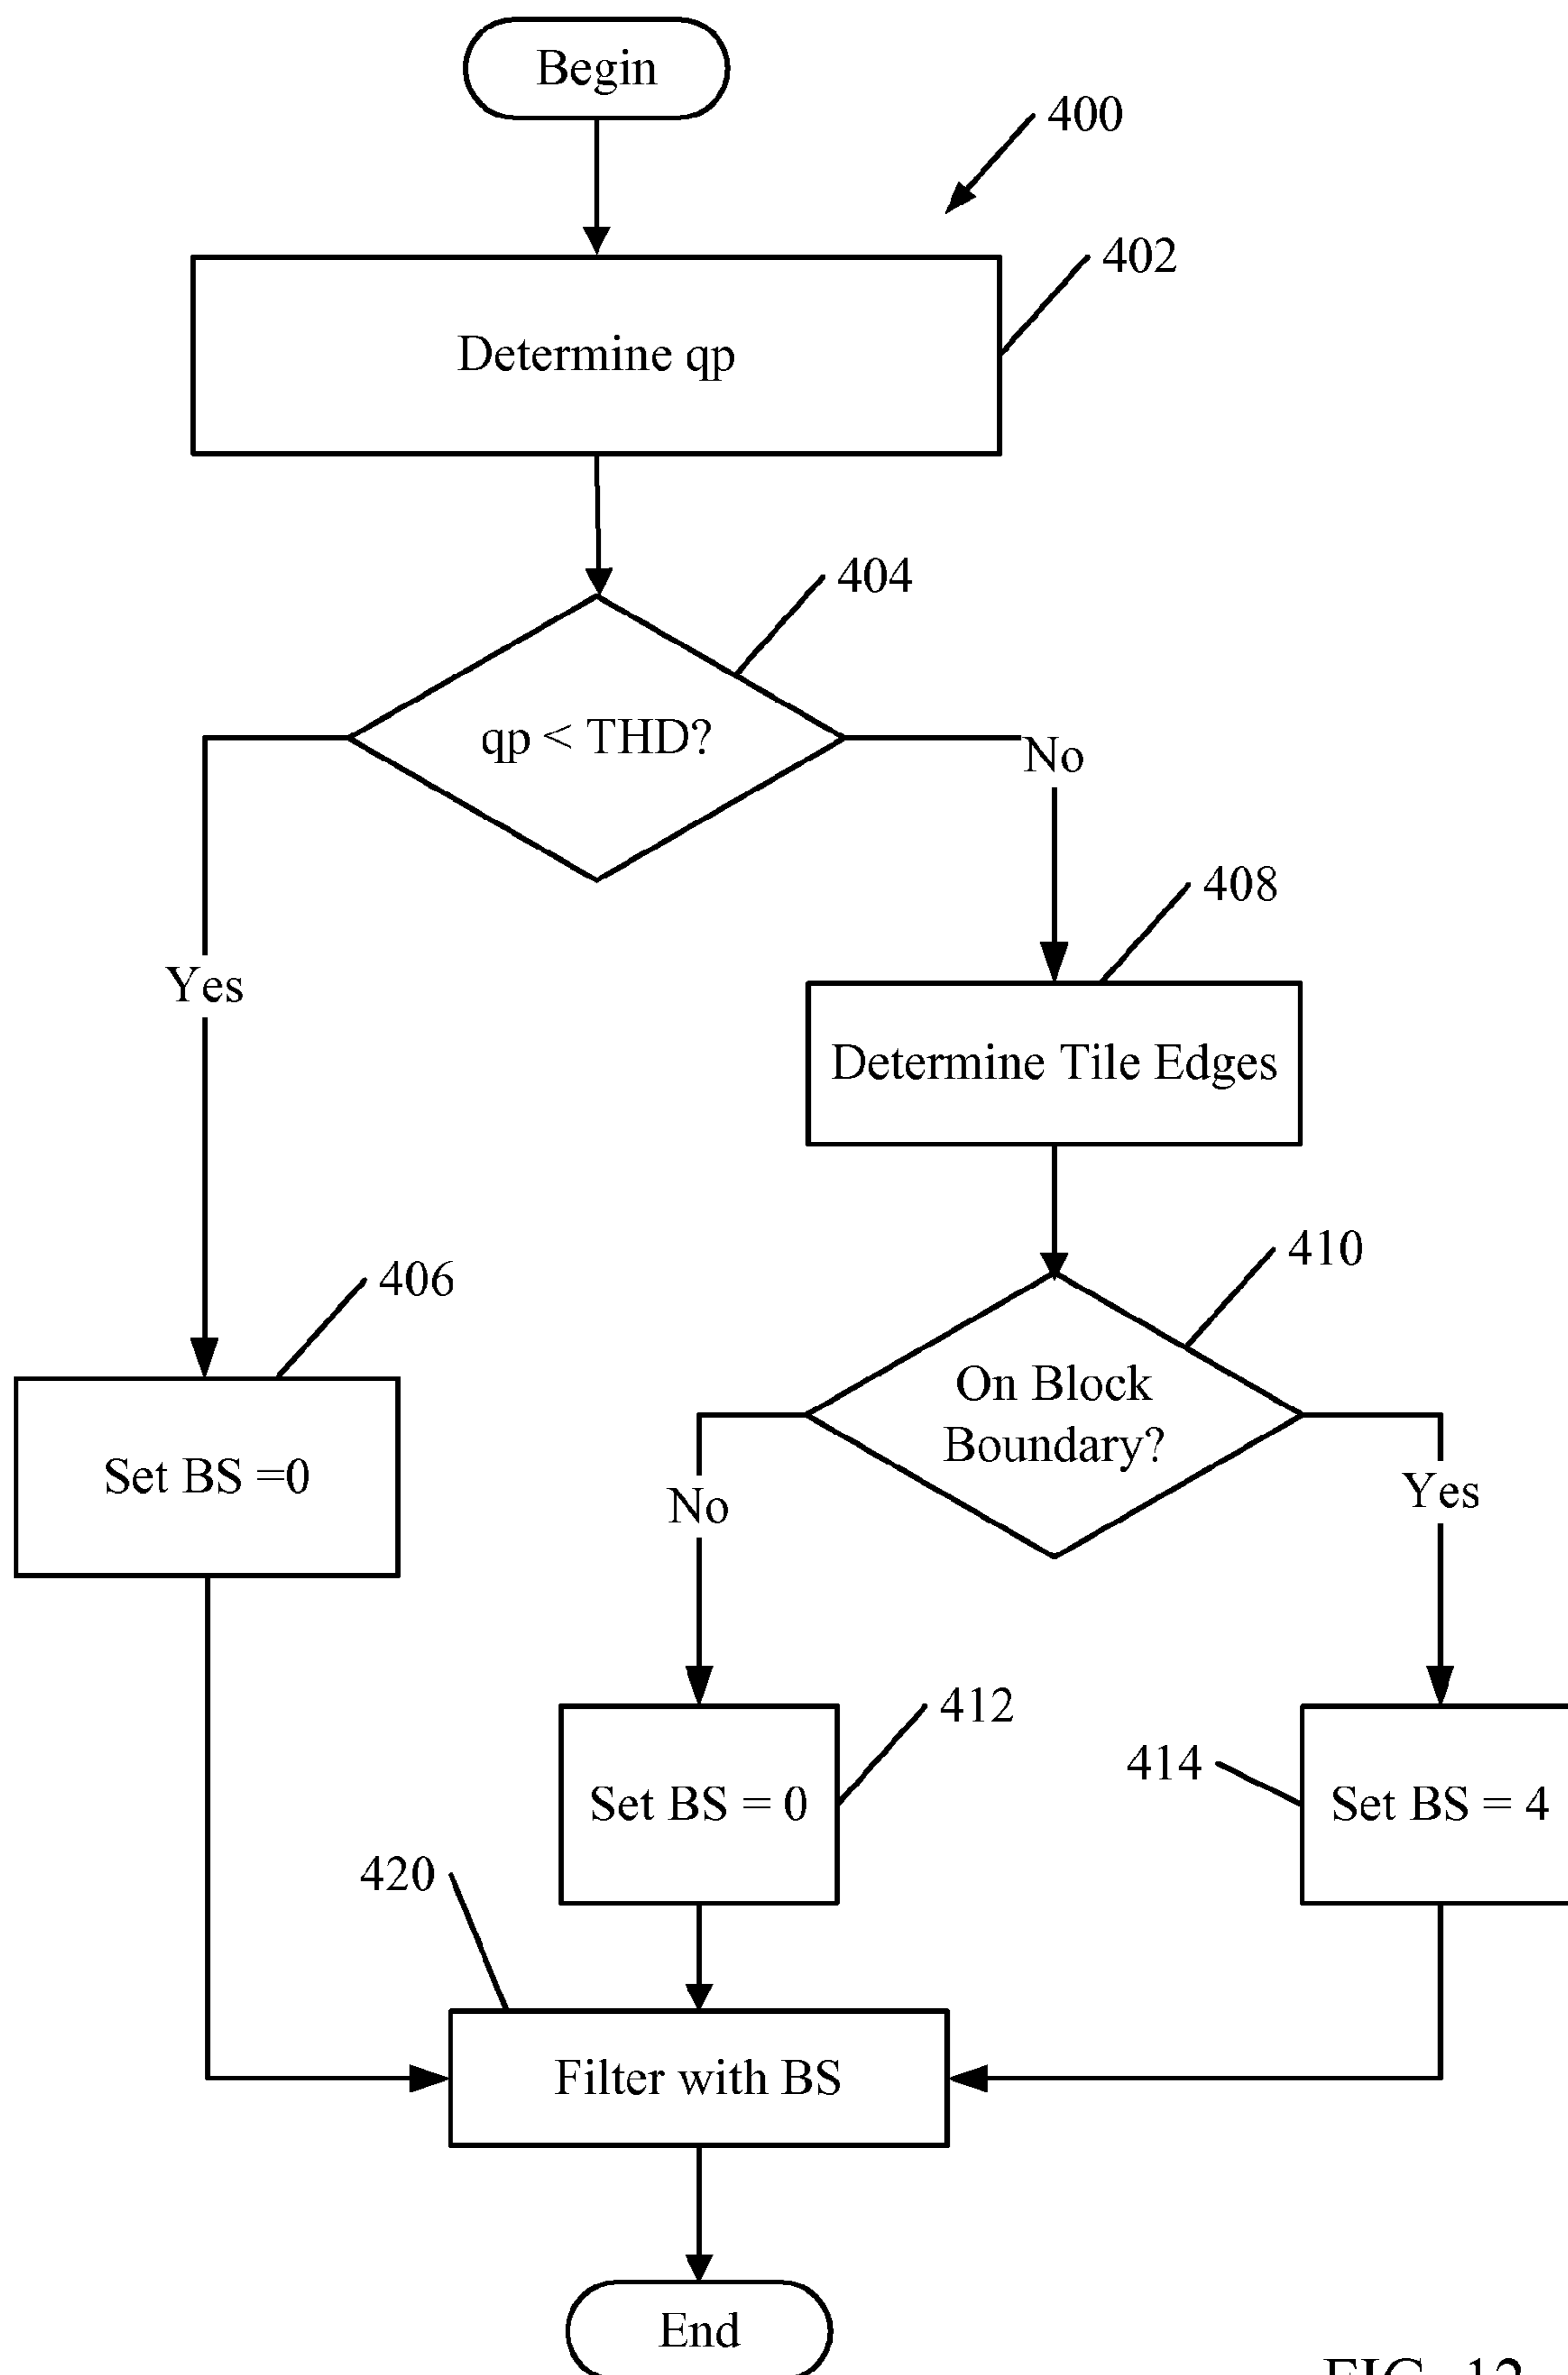 Begin
400
402
Determine qp
404
qp < THD?
No
Yes
408
Determine Tile Edges
410
406
On Block
Boundary?
Set BS =0
No
Yes
412
414
Set BS = 0
Set BS = 4
420
Filter with BS
End